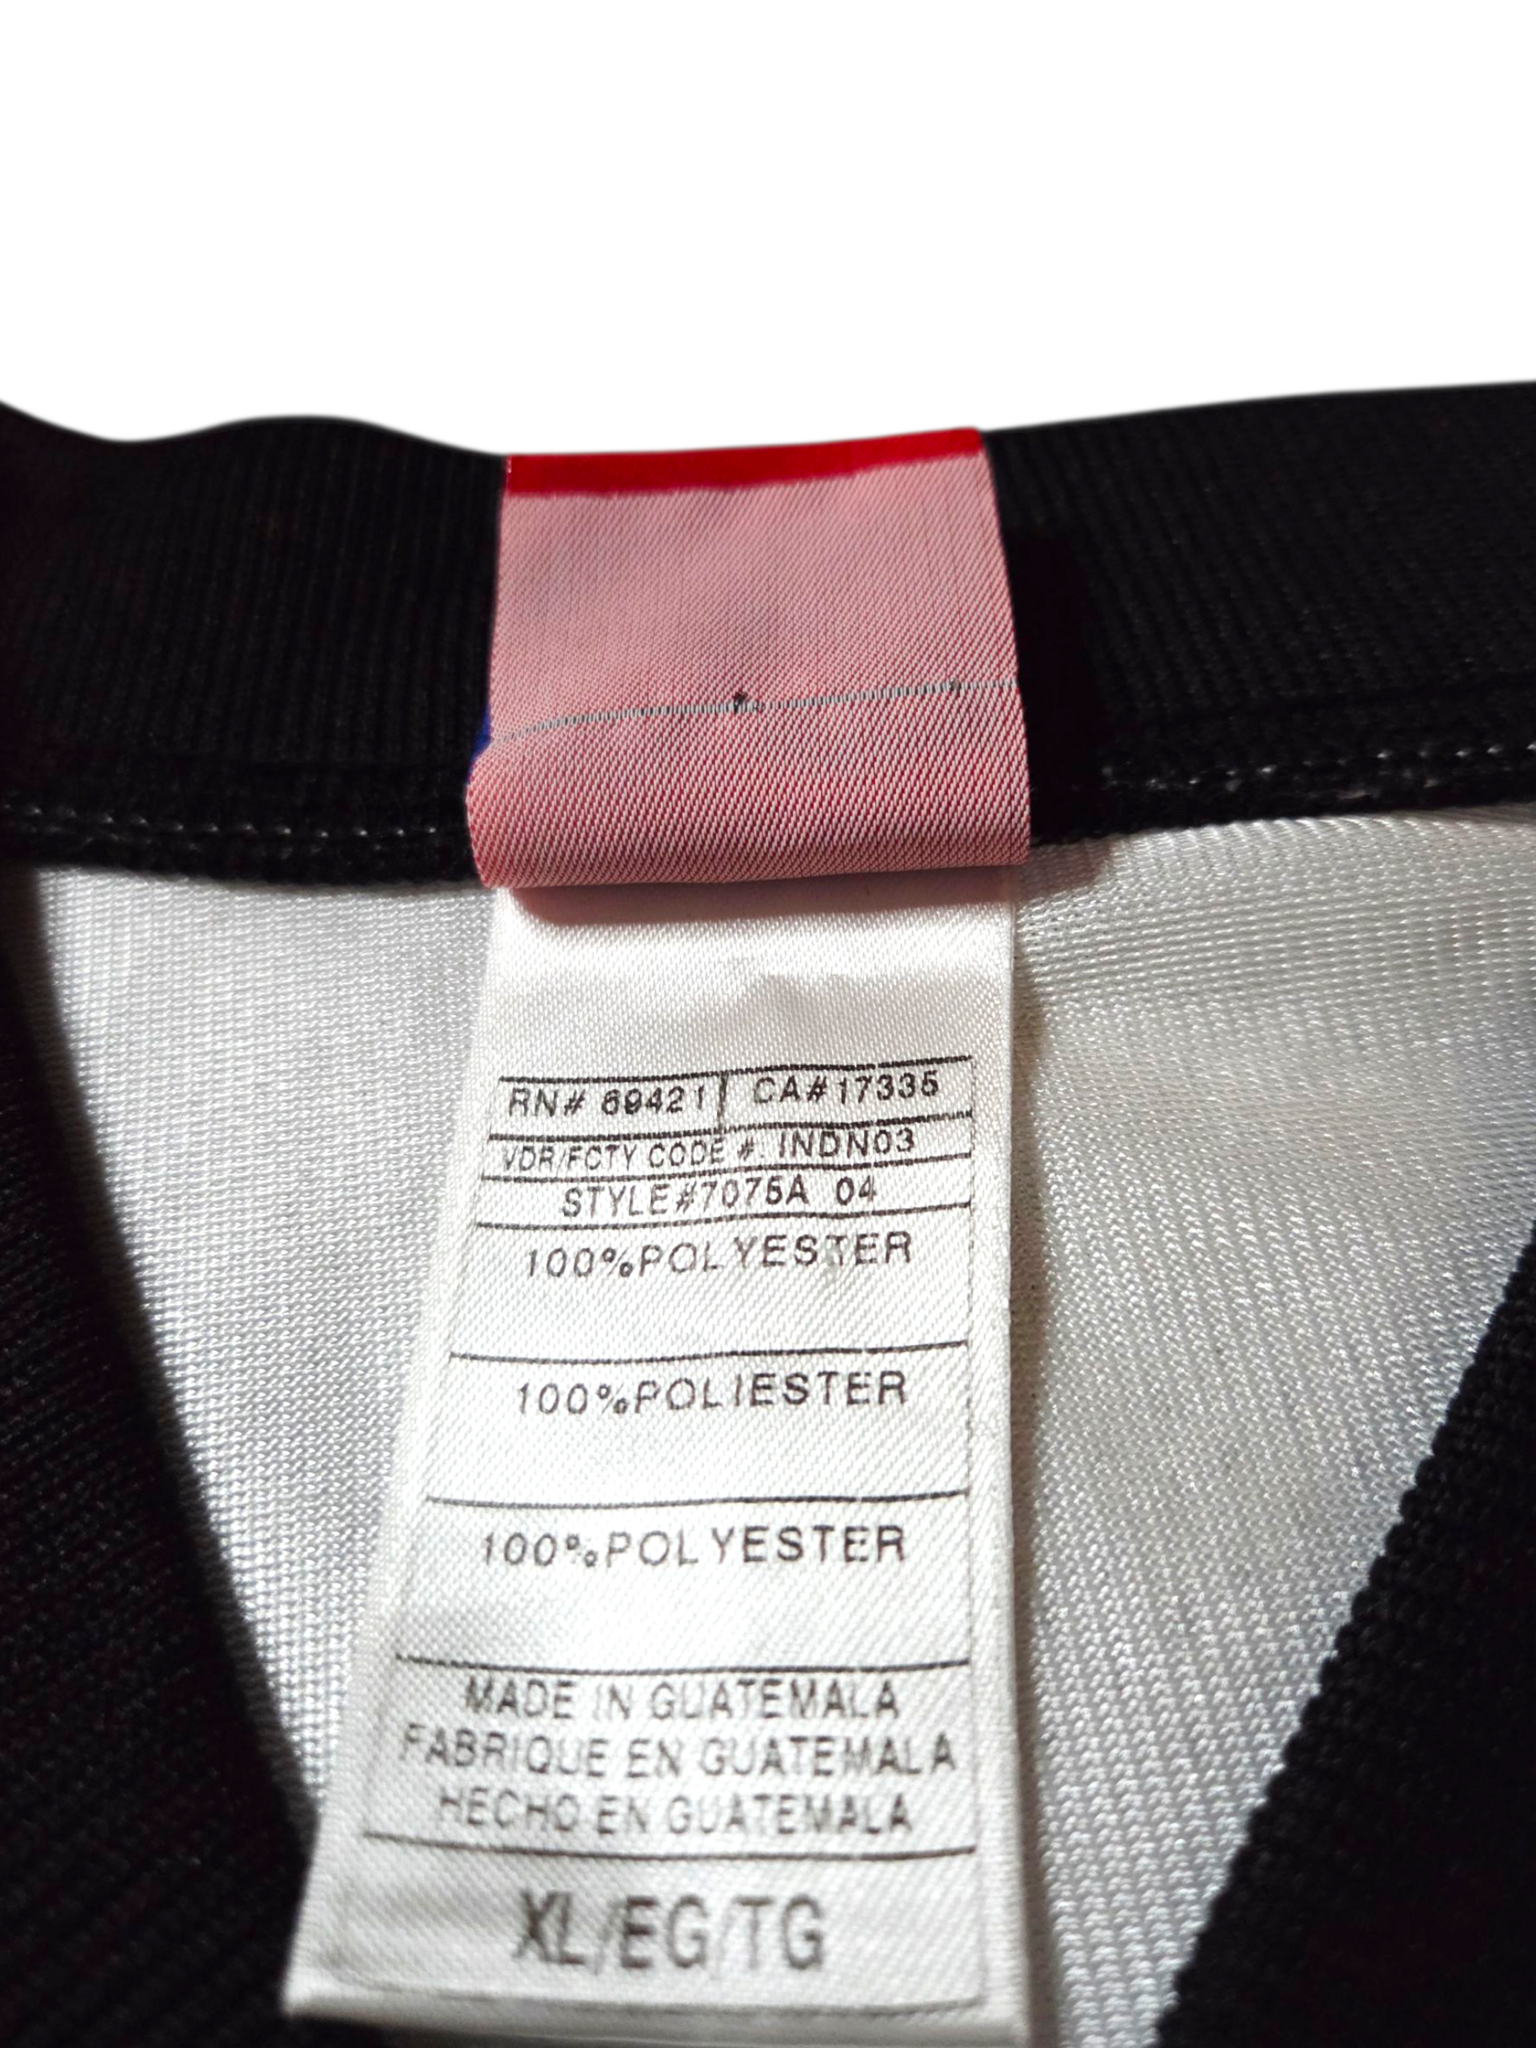 RN# 69421 CA#17335
VDR/FCTY CODE #. INDN03
STYLE#7075A 04
100%POLYESTER
100%POLIESTER
100%POLYESTER
MADE IN GUATEMALA
FABRIQUE EN GUATEMALA
HECHO EN GUATEMALA
XL/EG/TG